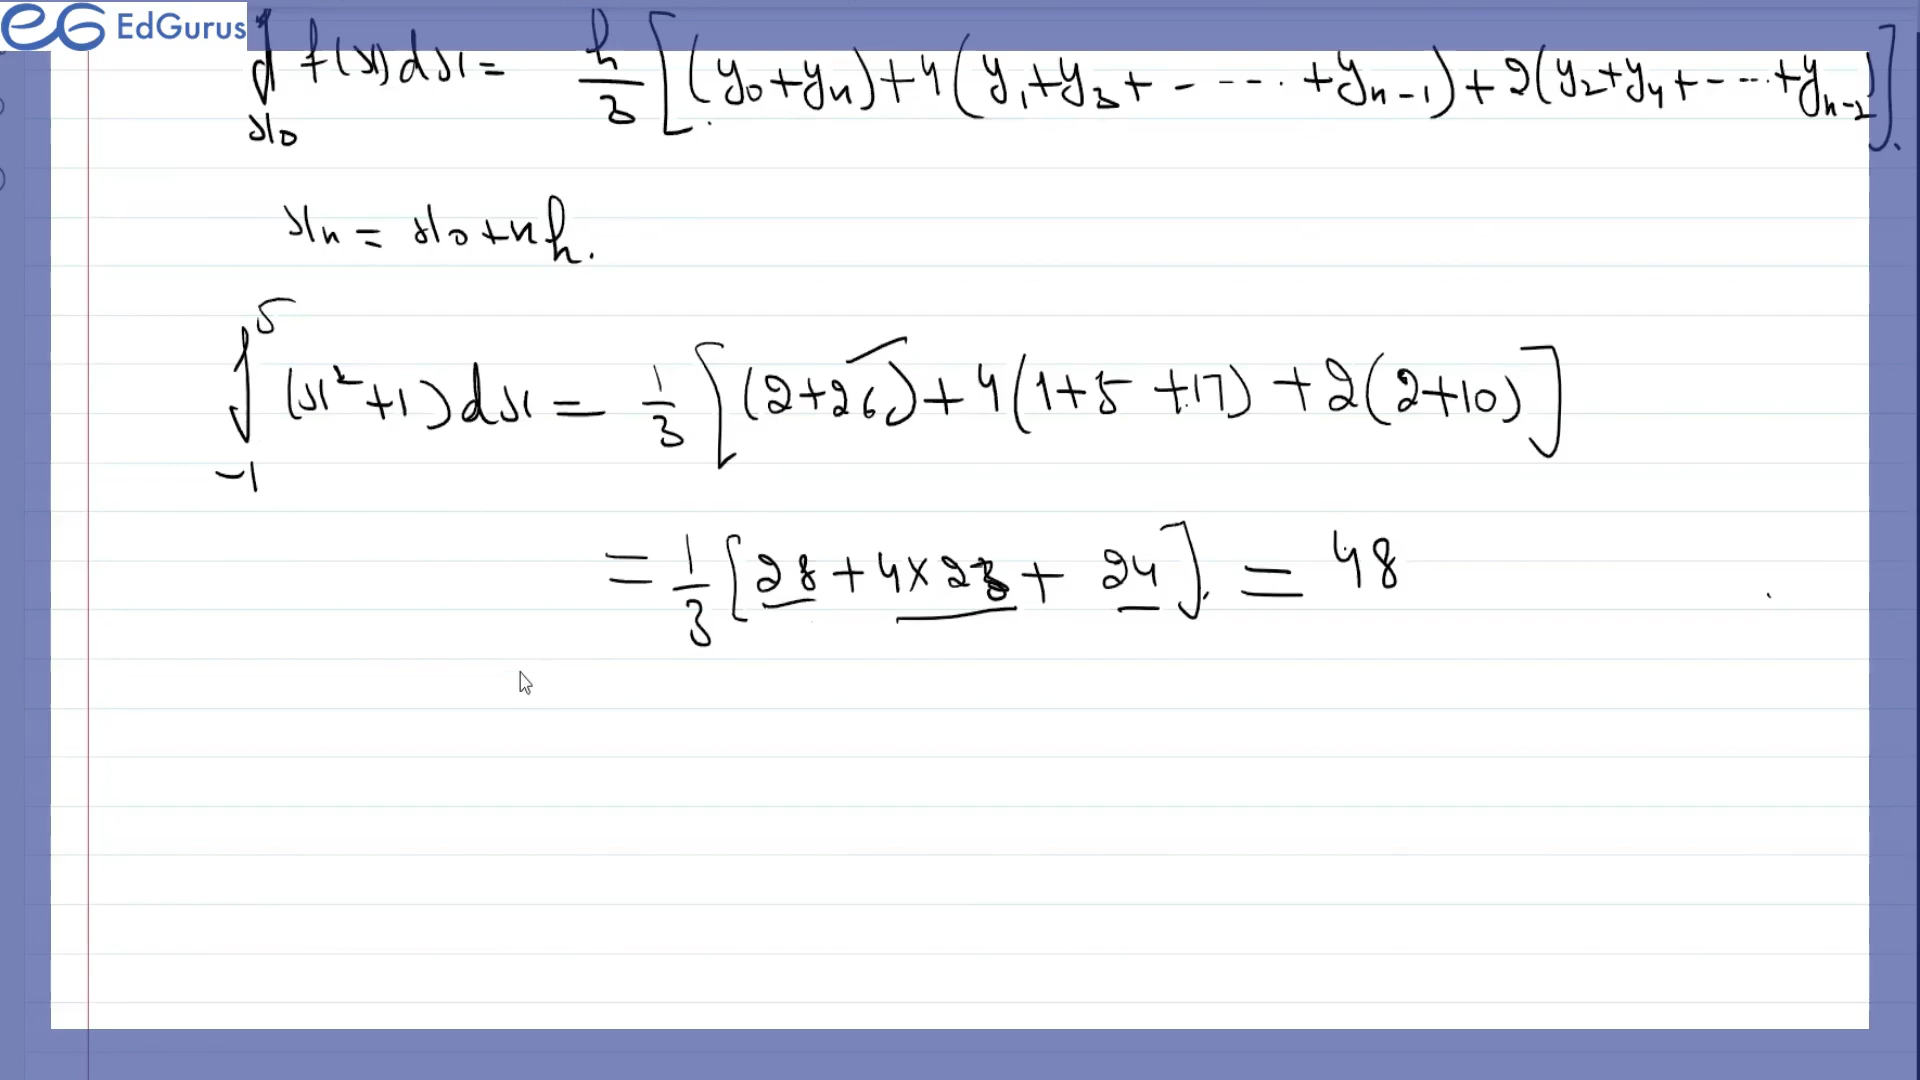 EdGurus
∫ f(x)dx = h/3 [(y₀+yₙ)+4(y₁+y₃+-----+yₙ₋₁)+2(y₂+y₄+----+yₙ₋₂)].
x₀
xₙ = x₀+nh.
∫₋₁⁵ (x²+1)dx = 1/3 [(2+26)+4(1+5+17)+2(2+10)]
= 1/3 [28+4×23+24]. = 48